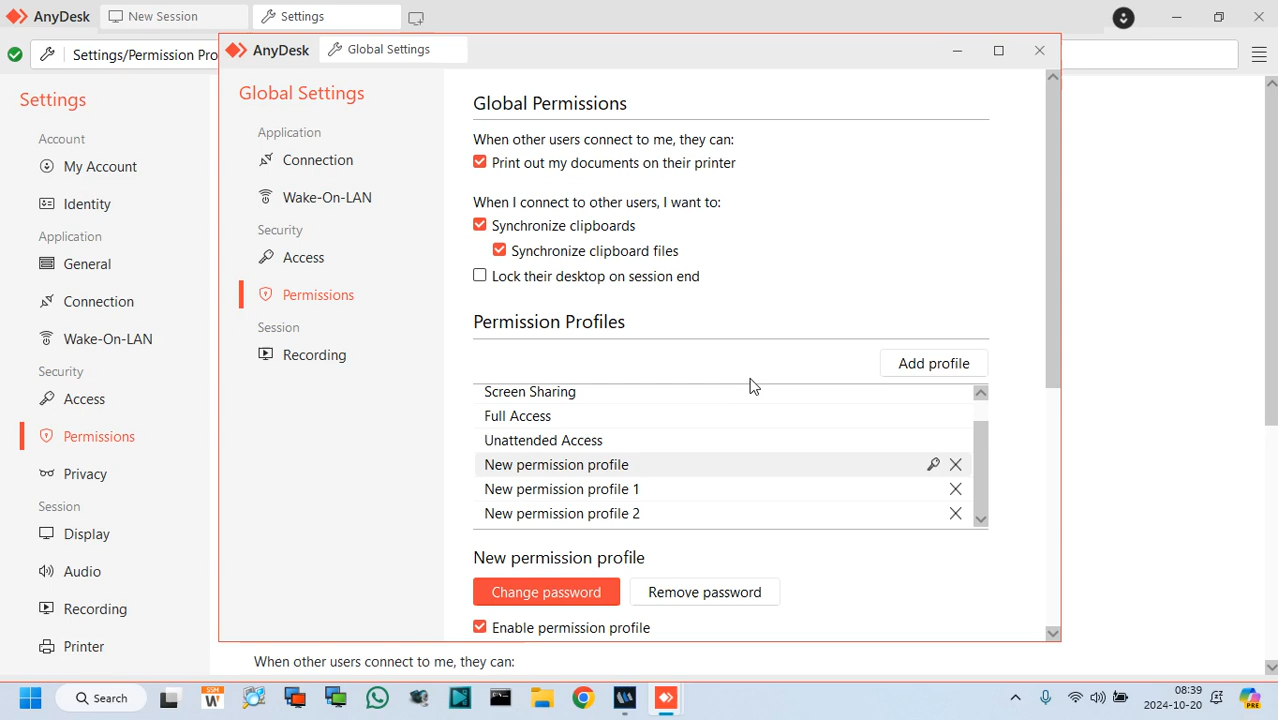 AnyDesk
New Session
Settings
Settings/Permission Pro
AnyDesk
Global Settings
Settings
Account
My Account
Identity
Application
General
Connection
Wake-On-LAN
Security
Access
Permissions
Privacy
Session
Display
Audio
Recording
Printer
Global Settings
Application
Connection
Wake-On-LAN
Security
Access
Permissions
Session
Recording
Global Permissions
When other users connect to me, they can:
Print out my documents on their printer
When I connect to other users, I want to:
Synchronize clipboards
Synchronize clipboard files
Lock their desktop on session end
Permission Profiles
Add profile
Screen Sharing
Full Access
Unattended Access
New permission profile
New permission profile 1
New permission profile 2
New permission profile
Change password
Remove password
Enable permission profile
When other users connect to me, they can:
Search
SSH
W
08:39
2024-10-20
PRE